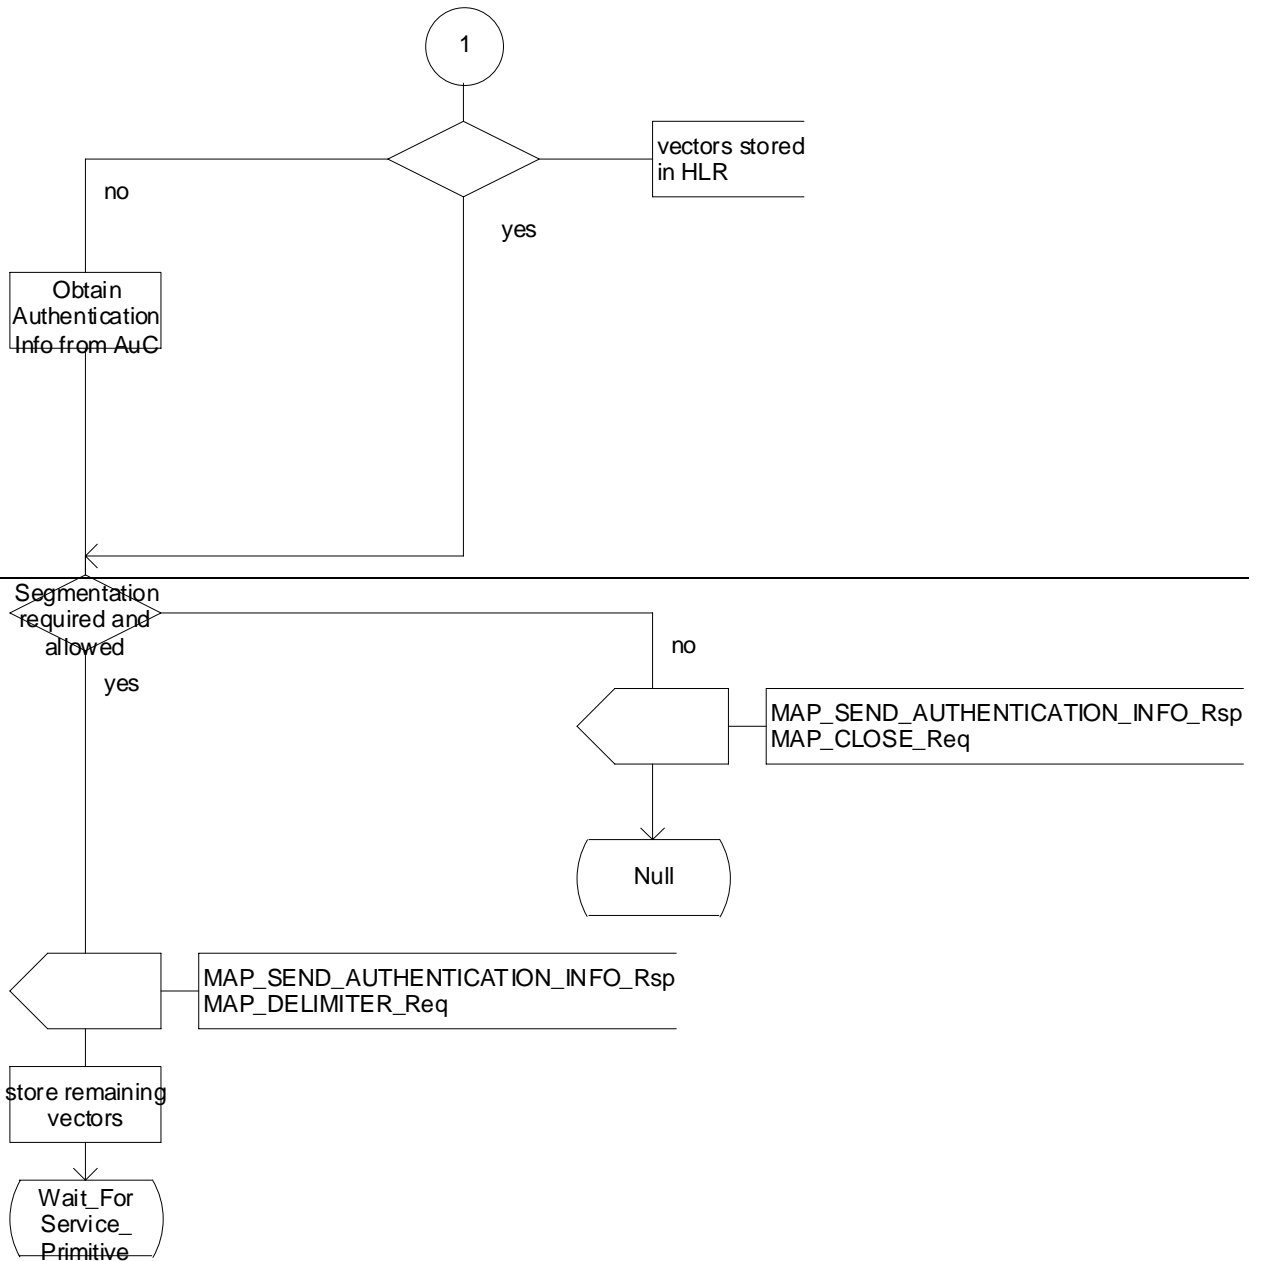 1
vectors stored
in HLR
no
yes
Obtain
Authentication
Info from AuC
Segmentation
required and
allowed
no
yes
MAP_SEND_AUTHENTICATION_INFO_Rsp
MAP_CLOSE_Req
Null
MAP_SEND_AUTHENTICATION_INFO_Rsp
MAP_DELIMITER_Req
store remaining
vectors
Wait_For
Service_
Primitive